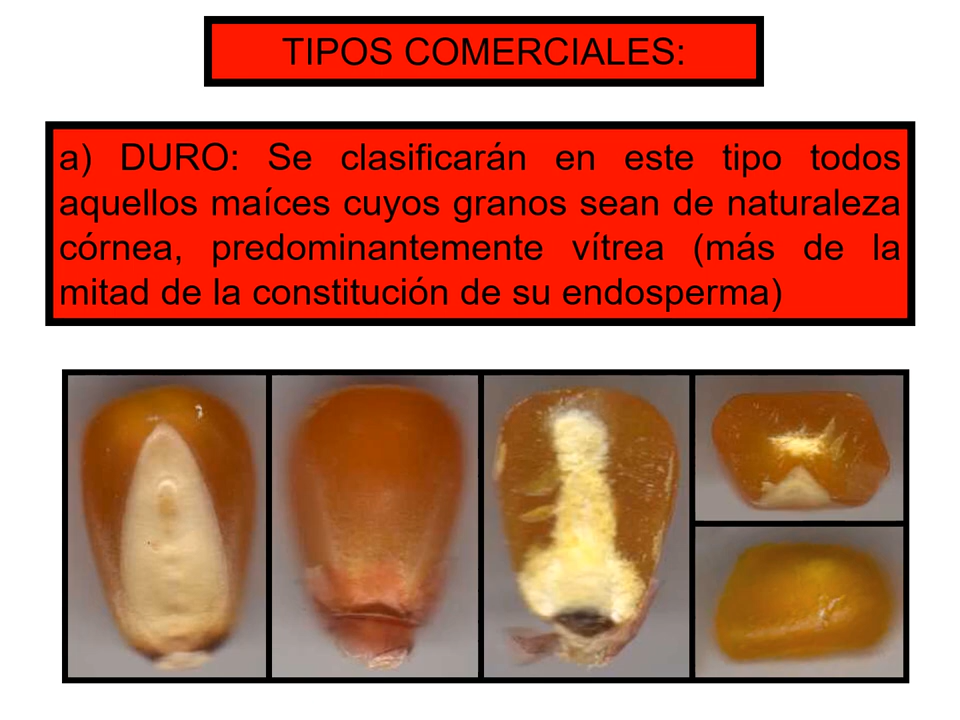 TIPOS COMERCIALES:
a) DURO: Se clasificarán en este tipo todos
aquellos maíces cuyos granos sean de naturaleza
córnea, predominantemente vítrea (más de la
mitad de la constitución de su endosperma)